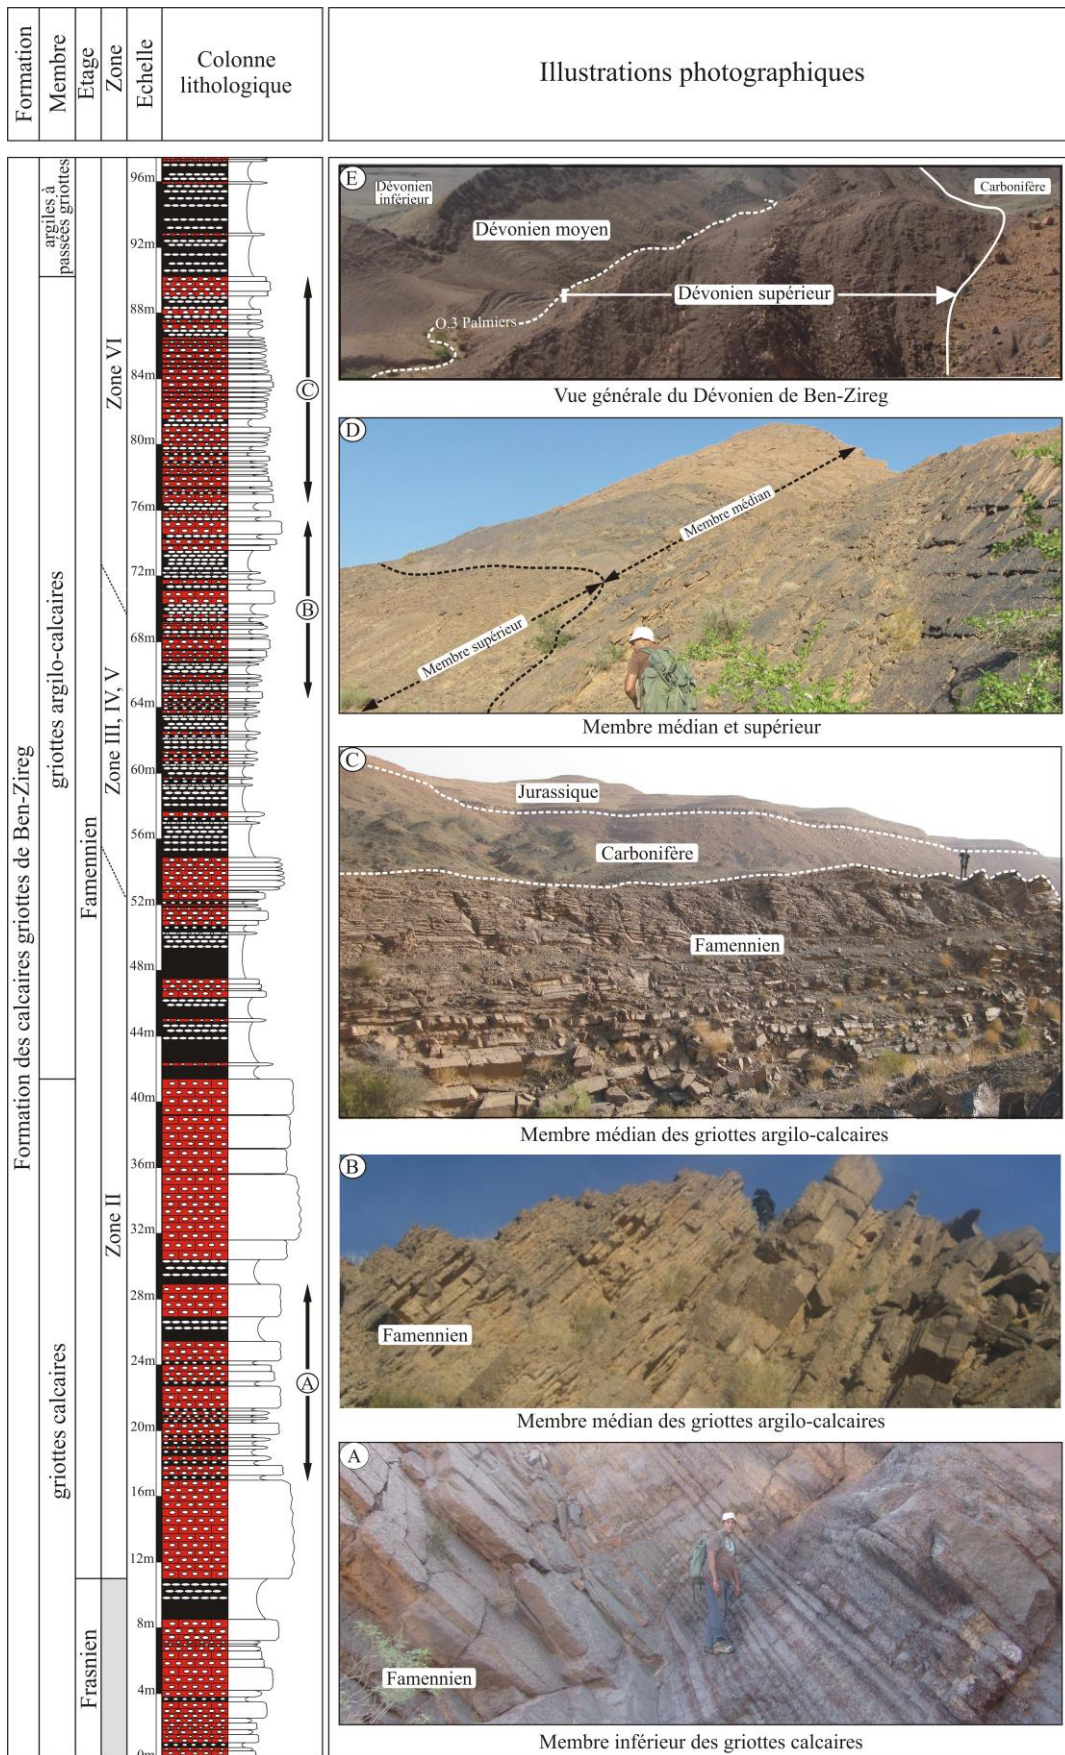 Formation
Membre
Etage
Zone
Echelle
Colonne
lithologique
Illustrations photographiques
Formation des calcaires griottes de Ben-Zireg
argiles à
passées griottes
griottes argilo-calcaires
griottes calcaires
Famennien
Frasnien
Zone VI
Zone III, IV, V
Zone II
96m
92m
88m
84m
80m
76m
72m
68m
64m
60m
56m
52m
48m
44m
40m
36m
32m
28m
24m
20m
16m
12m
8m
4m
0m
C
B
A
E
Dévonien
inférieur
Dévonien moyen
Carbonifère
Dévonien supérieur
O.3 Palmiers
Vue générale du Dévonien de Ben-Zireg
D
Membre médian
Membre supérieur
Membre médian et supérieur
C
Jurassique
Carbonifère
Famennien
Membre médian des griottes argilo-calcaires
B
Famennien
Membre médian des griottes argilo-calcaires
A
Famennien
Membre inférieur des griottes calcaires